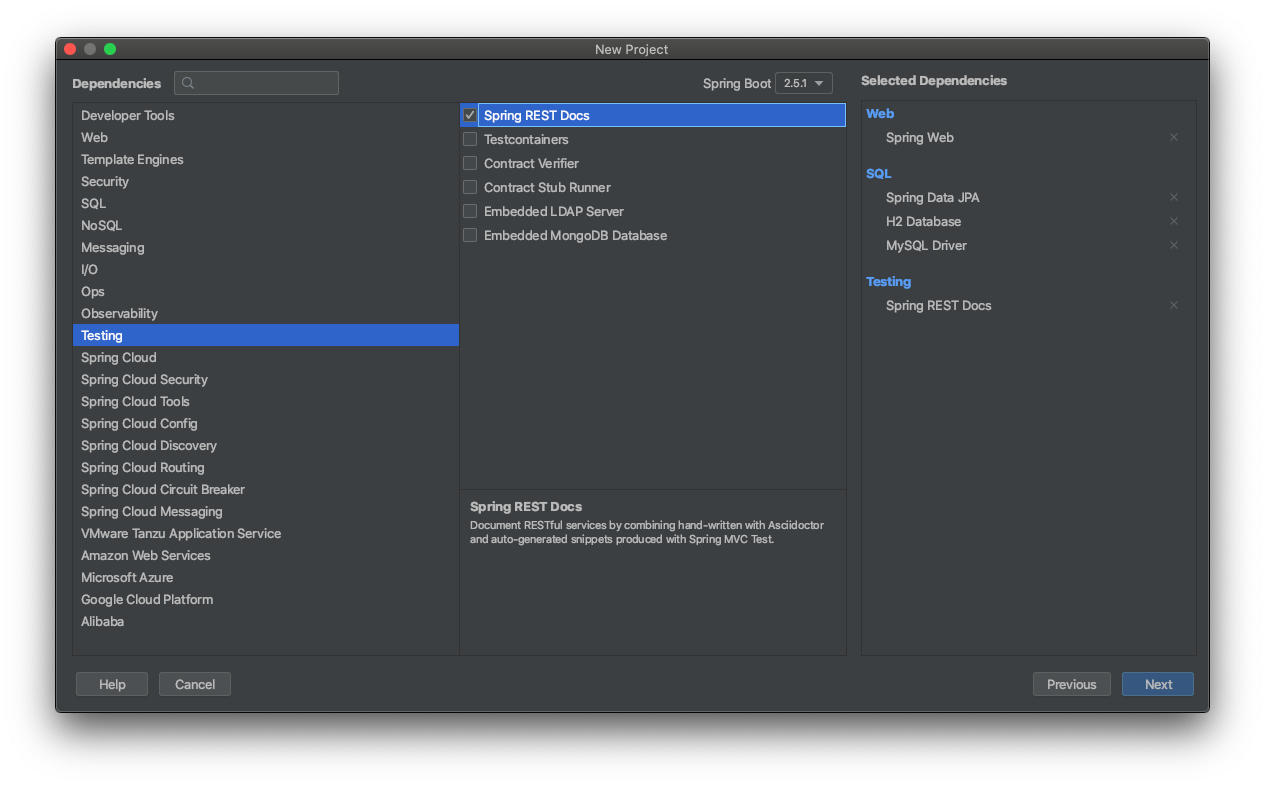 New Project
Dependencies
Spring Boot 2.5.1
Selected Dependencies
Developer Tools
Web
Template Engines
Security
SQL
NoSQL
Messaging
I/O
Ops
Observability
Testing
Spring Cloud
Spring Cloud Security
Spring Cloud Tools
Spring Cloud Config
Spring Cloud Discovery
Spring Cloud Routing
Spring Cloud Circuit Breaker
Spring Cloud Messaging
VMware Tanzu Application Service
Amazon Web Services
Microsoft Azure
Google Cloud Platform
Alibaba
Spring REST Docs
Testcontainers
Contract Verifier
Contract Stub Runner
Embedded LDAP Server
Embedded MongoDB Database
Spring REST Docs
Document RESTful services by combining hand-written with Asciidoctor
and auto-generated snippets produced with Spring MVC Test.
Web
Spring Web
SQL
Spring Data JPA
H2 Database
MySQL Driver
Testing
Spring REST Docs
Help
Cancel
Previous
Next